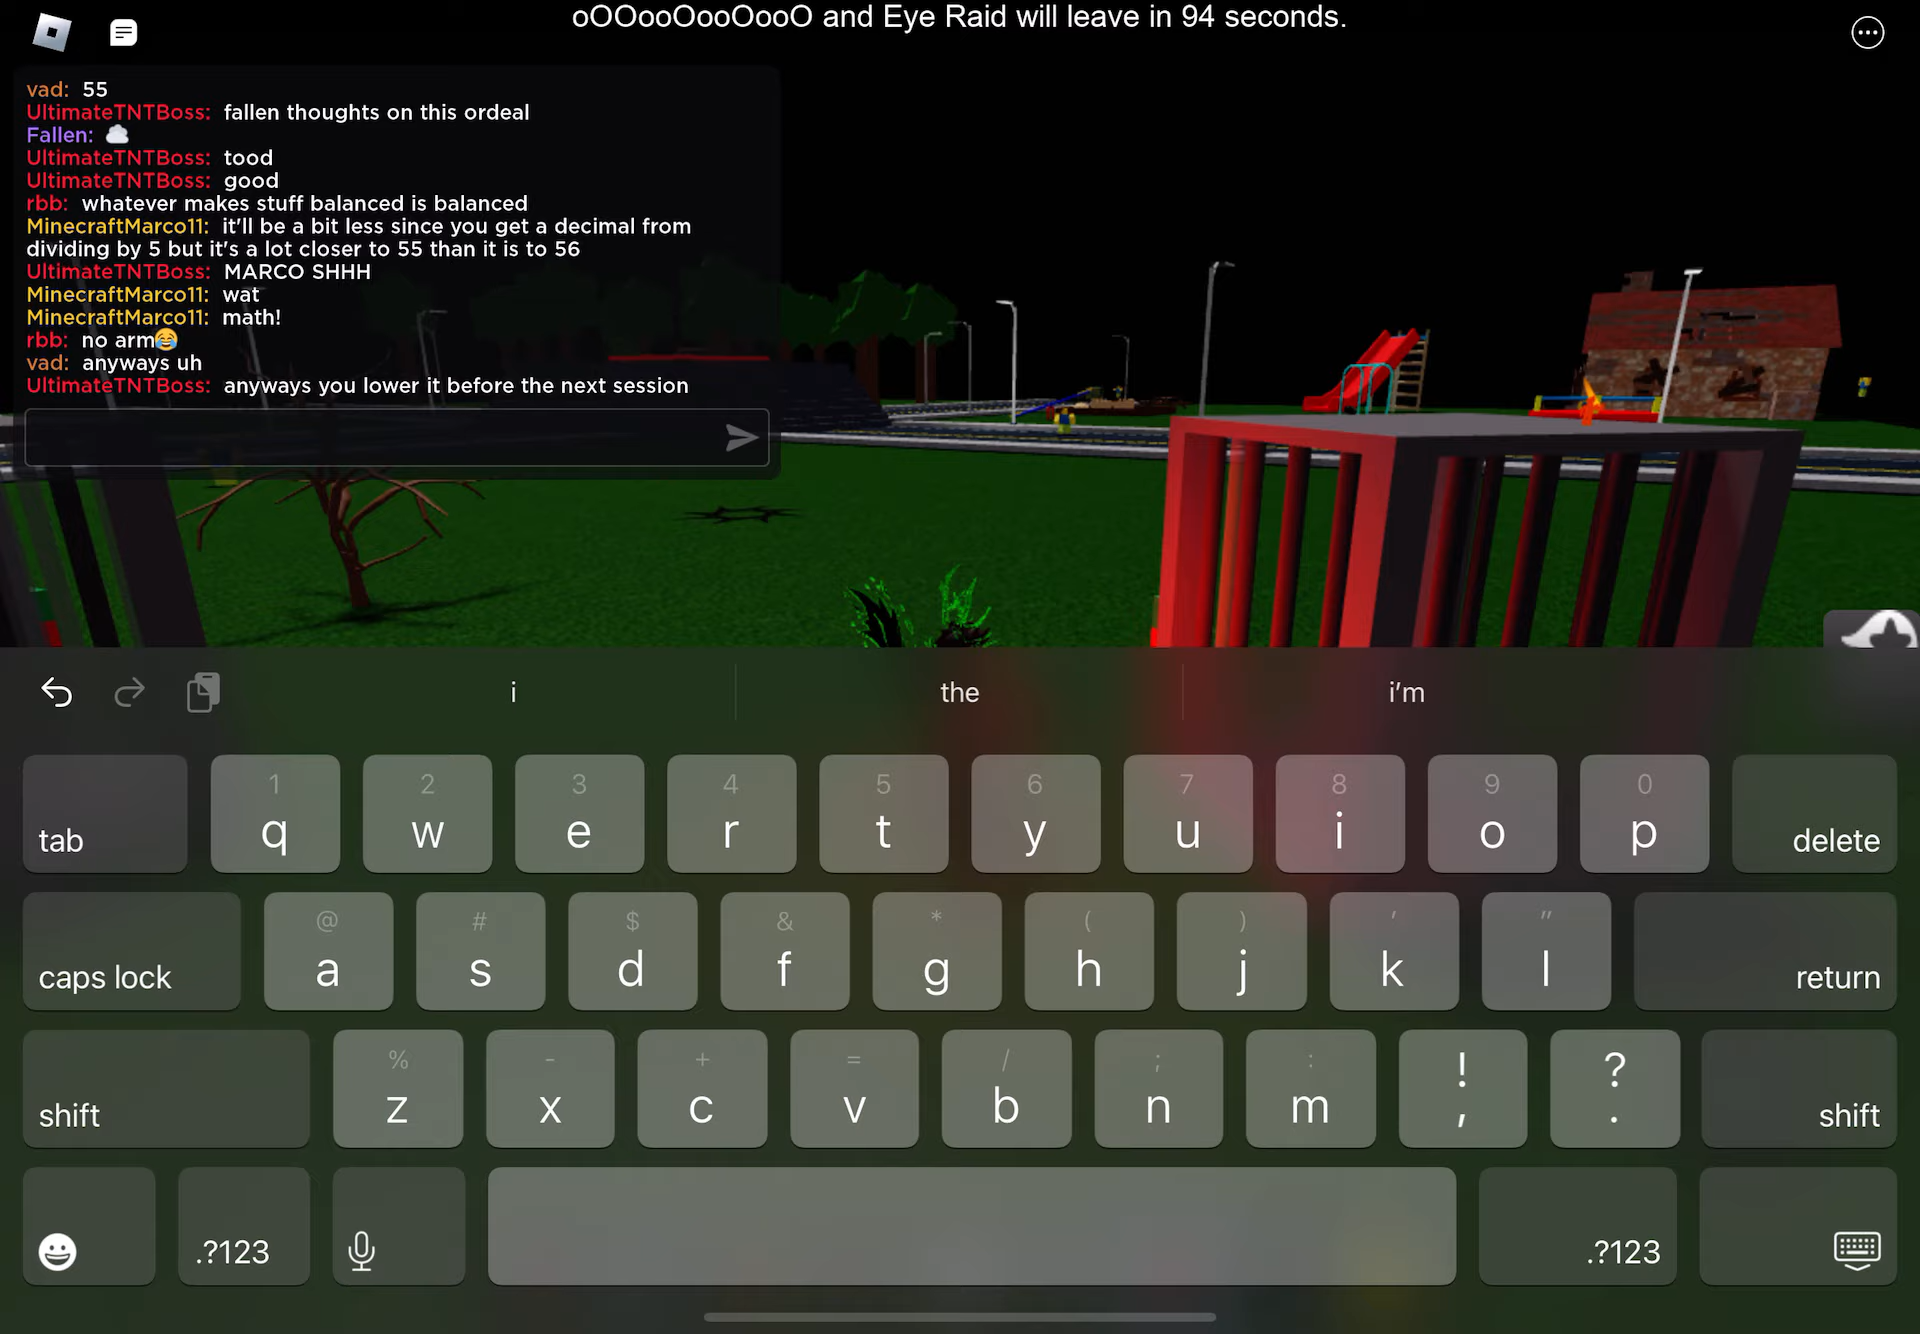 oOOooOooOooO and Eye Raid will leave in 94 seconds.
vad: 55
UltimateTNTBoss: fallen thoughts on this ordeal
Fallen: ☁️
UltimateTNTBoss: tood
UltimateTNTBoss: good
rbb: whatever makes stuff balanced is balanced
MinecraftMarco11: it'll be a bit less since you get a decimal from
dividing by 5 but it's a lot closer to 55 than it is to 56
UltimateTNTBoss: MARCO SHHH
MinecraftMarco11: wat
MinecraftMarco11: math!
rbb: no arm😂
vad: anyways uh
UltimateTNTBoss: anyways you lower it before the next session
i the i'm
1 2 3 4 5 6 7 8 9 0
tab q w e r t y u i o p delete
@ # $ & * ( ) ' "
caps lock a s d f g h j k l return
% - + = / ; : ! ?
shift z x c v b n m , . shift
.?123 .?123